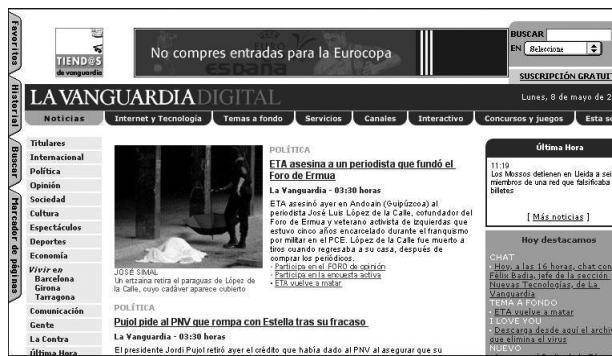 Favoritos
Historia
Buscar
Marcador de páginas
TIEND@S
de vanguardia
No compres entradas para la Eurocopa
BUSCAR
EN Seleccione
SUSCRIPCIÓN GRATUIT
LA VANGUARDIA DIGITAL
Lunes, 8 de mayo de 2
Noticias
Internet y Tecnología
Temas a fondo
Servicios
Canales
Interactivo
Concursos y juegos
Esta se
Titulares
Internacional
Política
Opinión
Sociedad
Cultura
Espectáculos
Deportes
Economía
Vivir en
Barcelona
Girona
Tarragona
Comunicación
Gente
La Contra
Última Hora
JOSÉ SIMAL
Un ertzaina retira el paraguas de López de
la Calle, cuyo cadáver aparece cubierto
POLÍTICA
ETA asesina a un periodista que fundó el
Foro de Ermua
La Vanguardia - 03:30 horas
ETA asesinó ayer en Andoain (Guipúzcoa) al
periodista José Luis López de la Calle, cofundador del
Foro de Ermua y veterano activista de izquierdas que
estuvo cinco años encarcelado durante el franquismo
por militar en el PCE. López de la Calle fue muerto a
tiros cuando regresaba a su casa, después de
comprar los periódicos.
- Participa en el FORO de opinión
- Participa en la encuesta activa
- ETA vuelve a matar
POLÍTICA
Pujol pide al PNV que rompa con Estella tras su fracaso
La Vanguardia - 03:30 horas
El presidente Jordi Pujol retiró ayer el crédito que había dado al PNV al asegurar que su
Última Hora
11:19
Los Mossos detienen en Lleida a sei
miembros de una red que falsificaba
billetes
[ Más noticias ]
Hoy destacamos
CHAT
- Hoy, a las 16 horas, chat con
Félix Badia, jefe de la sección
Nuevas Tecnologías, de La
Vanguardia
TEMA A FONDO
- ETA vuelve a matar
I LOVE YOU
- Descarga desde aquí el archiv
que elimina el virus
NUEVO